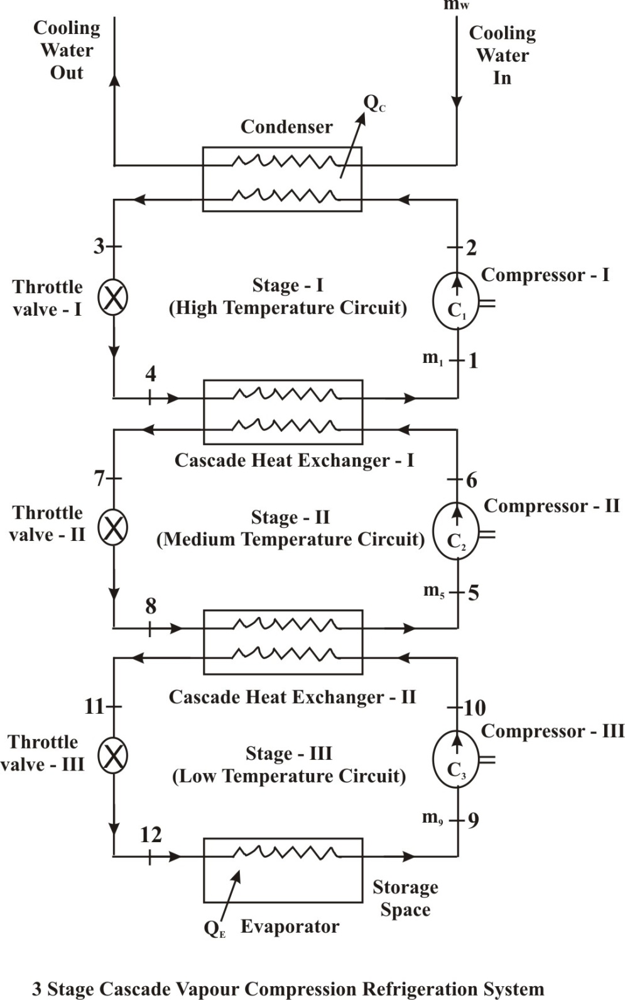 mw
Cooling
Water
Out
Cooling
Water
In
QC
Condenser
3
2
Throttle
valve - I
Stage - I
(High Temperature Circuit)
Compressor - I
C1
m1
1
4
Cascade Heat Exchanger - I
7
6
Throttle
valve - II
Stage - II
(Medium Temperature Circuit)
Compressor - II
C2
m5
5
8
Cascade Heat Exchanger - II
11
10
Throttle
valve - III
Stage - III
(Low Temperature Circuit)
Compressor - III
C3
m9
9
12
Storage
Space
QE
Evaporator
3 Stage Cascade Vapour Compression Refrigeration System